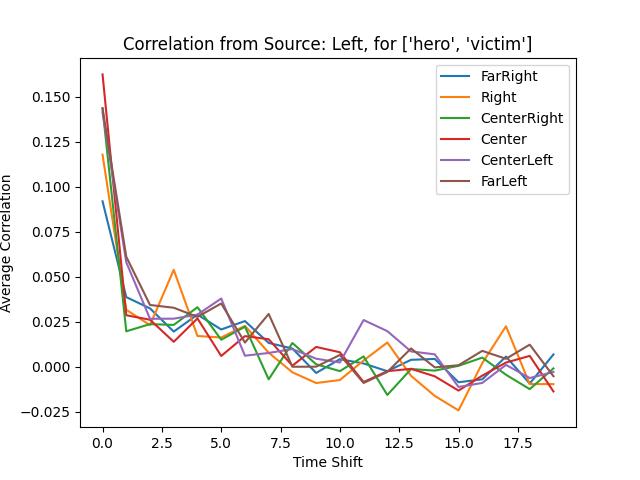 Correlation from Source: Left, for ['hero', 'victim']
FarRight
Right
CenterRight
Center
CenterLeft
FarLeft
Average Correlation
0.150
0.125
0.100
0.075
0.050
0.025
0.000
−0.025
0.0 2.5 5.0 7.5 10.0 12.5 15.0 17.5
Time Shift